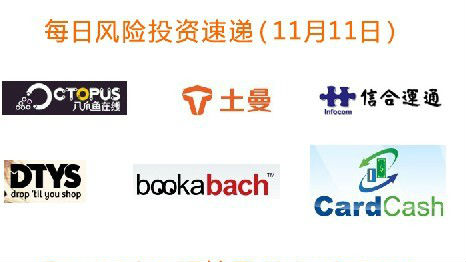 每日风险投资速递(11月11日)
OCTOPUS
八爪鱼在线
土曼
Infocom
信合運通
DTYS
drop 'til you shop
bookabach™
CardCash